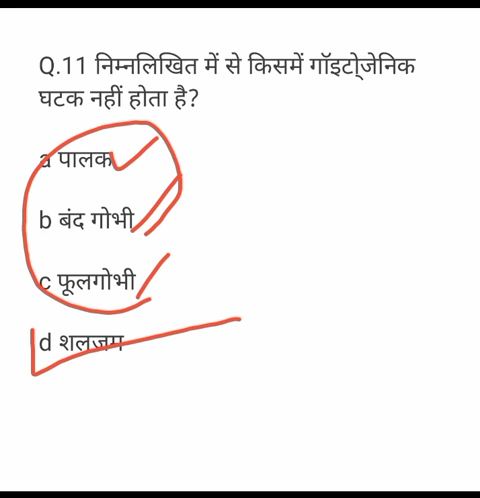 Q.11 निम्नलिखित में से किसमें गॉइटो्जेनिक
घटक नहीं होता है?
a पालक
b बंद गोभी
c फूलगोभी
d शलजम